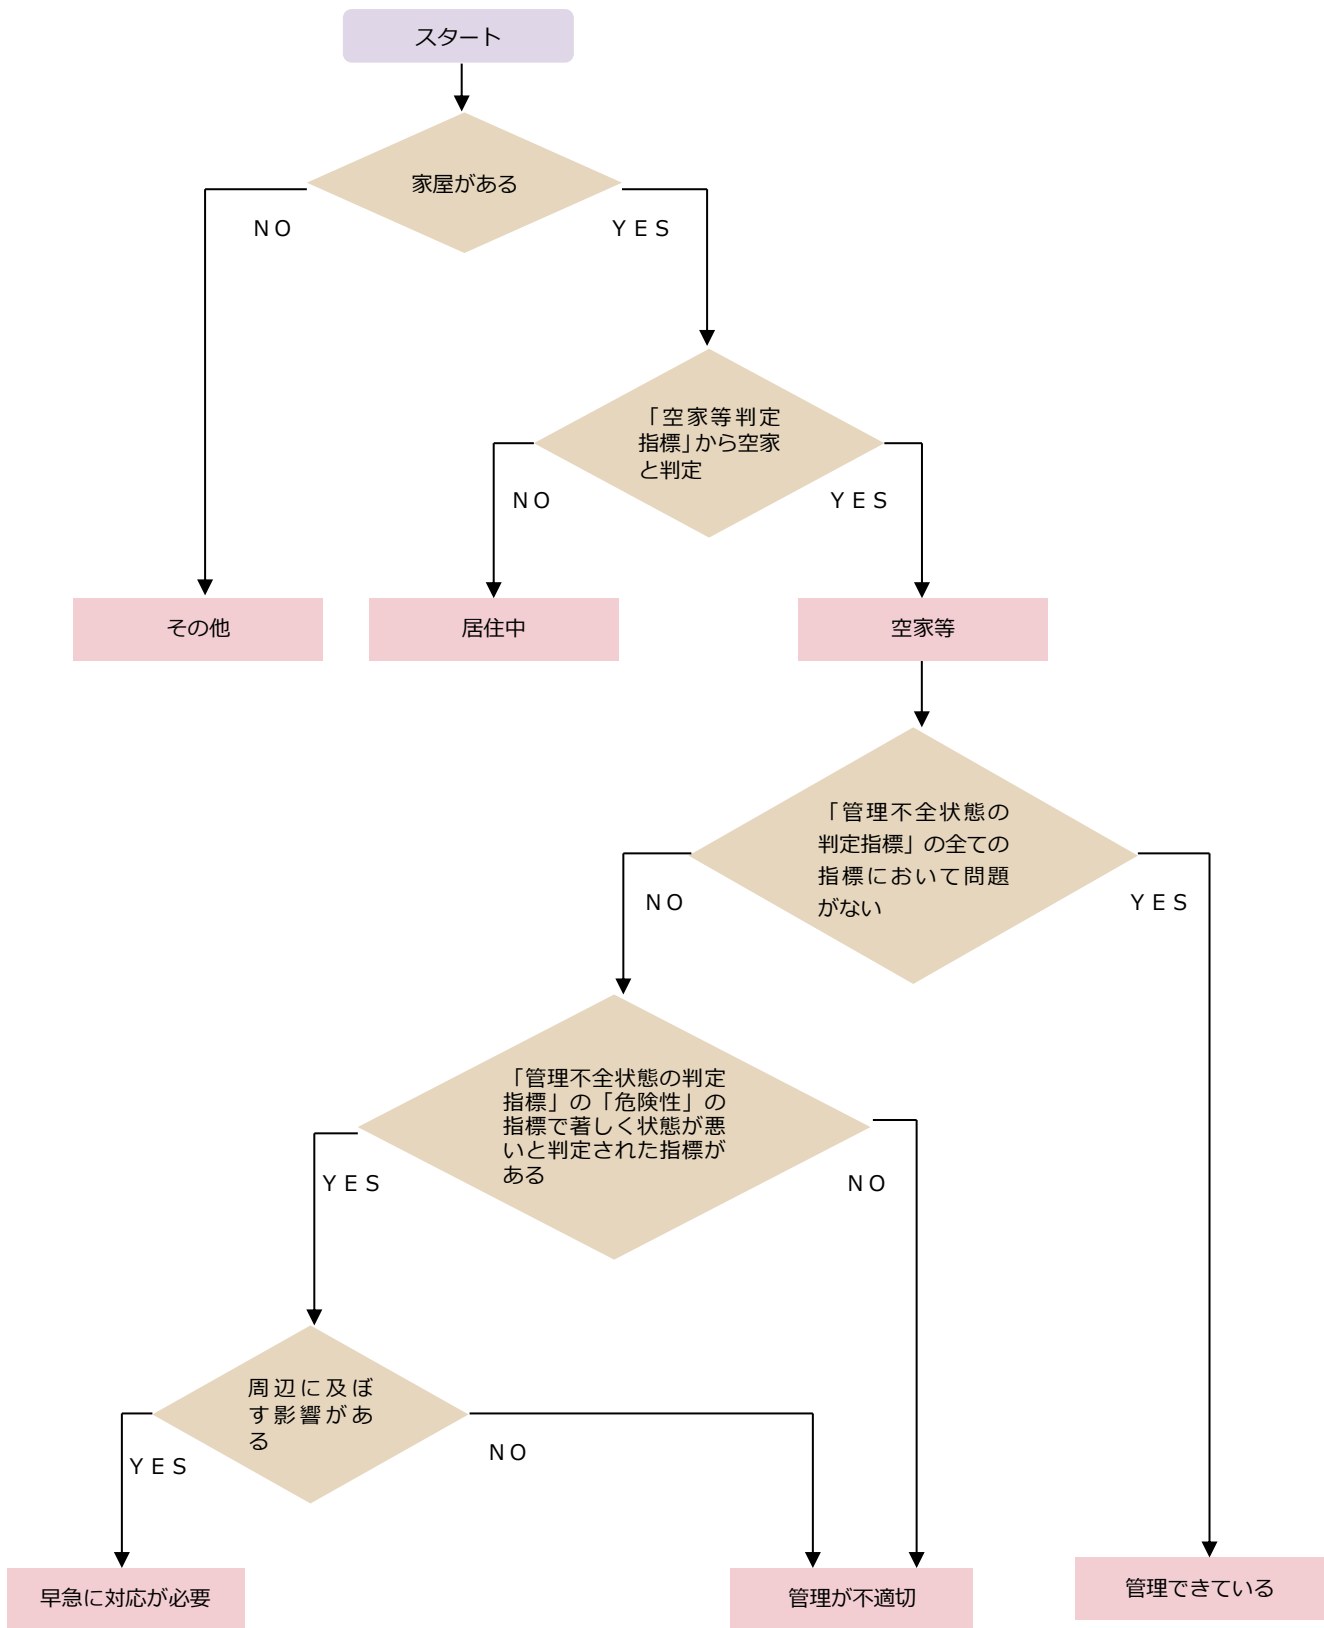 スタート
家屋がある
ＮＯ
ＹＥＳ
「空家等判定
指標」から空家
と判定
ＮＯ
ＹＥＳ
その他
居住中
空家等
「管理不全状態の
判定指標」の全ての
指標において問題
がない
ＮＯ
ＹＥＳ
「管理不全状態の判定
指標」の「危険性」の
指標で著しく状態が悪
いと判定された指標が
ある
ＹＥＳ
ＮＯ
周辺に及ぼ
す影響があ
る
ＹＥＳ
ＮＯ
早急に対応が必要
管理が不適切
管理できている